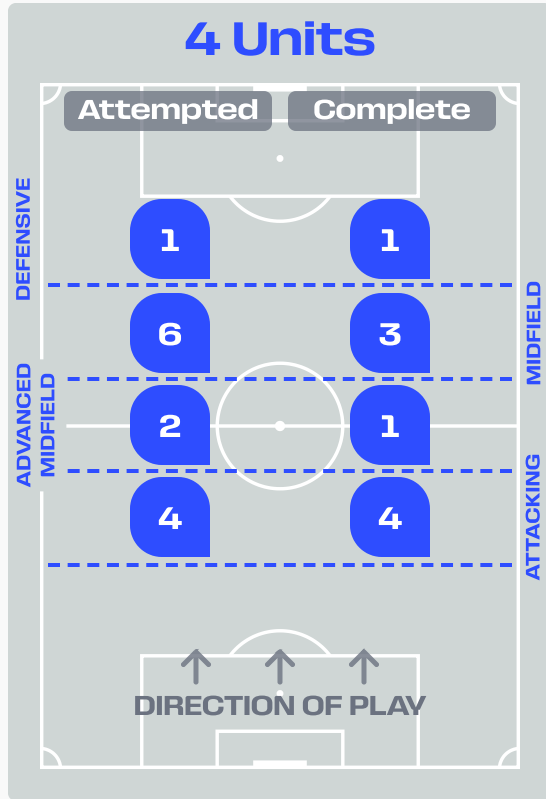 4 Units
Attempted Complete
DEFENSIVE
1 1
MIDFIELD
6 3
ADVANCED
MIDFIELD
2 1
ATTACKING
4 4
DIRECTION OF PLAY